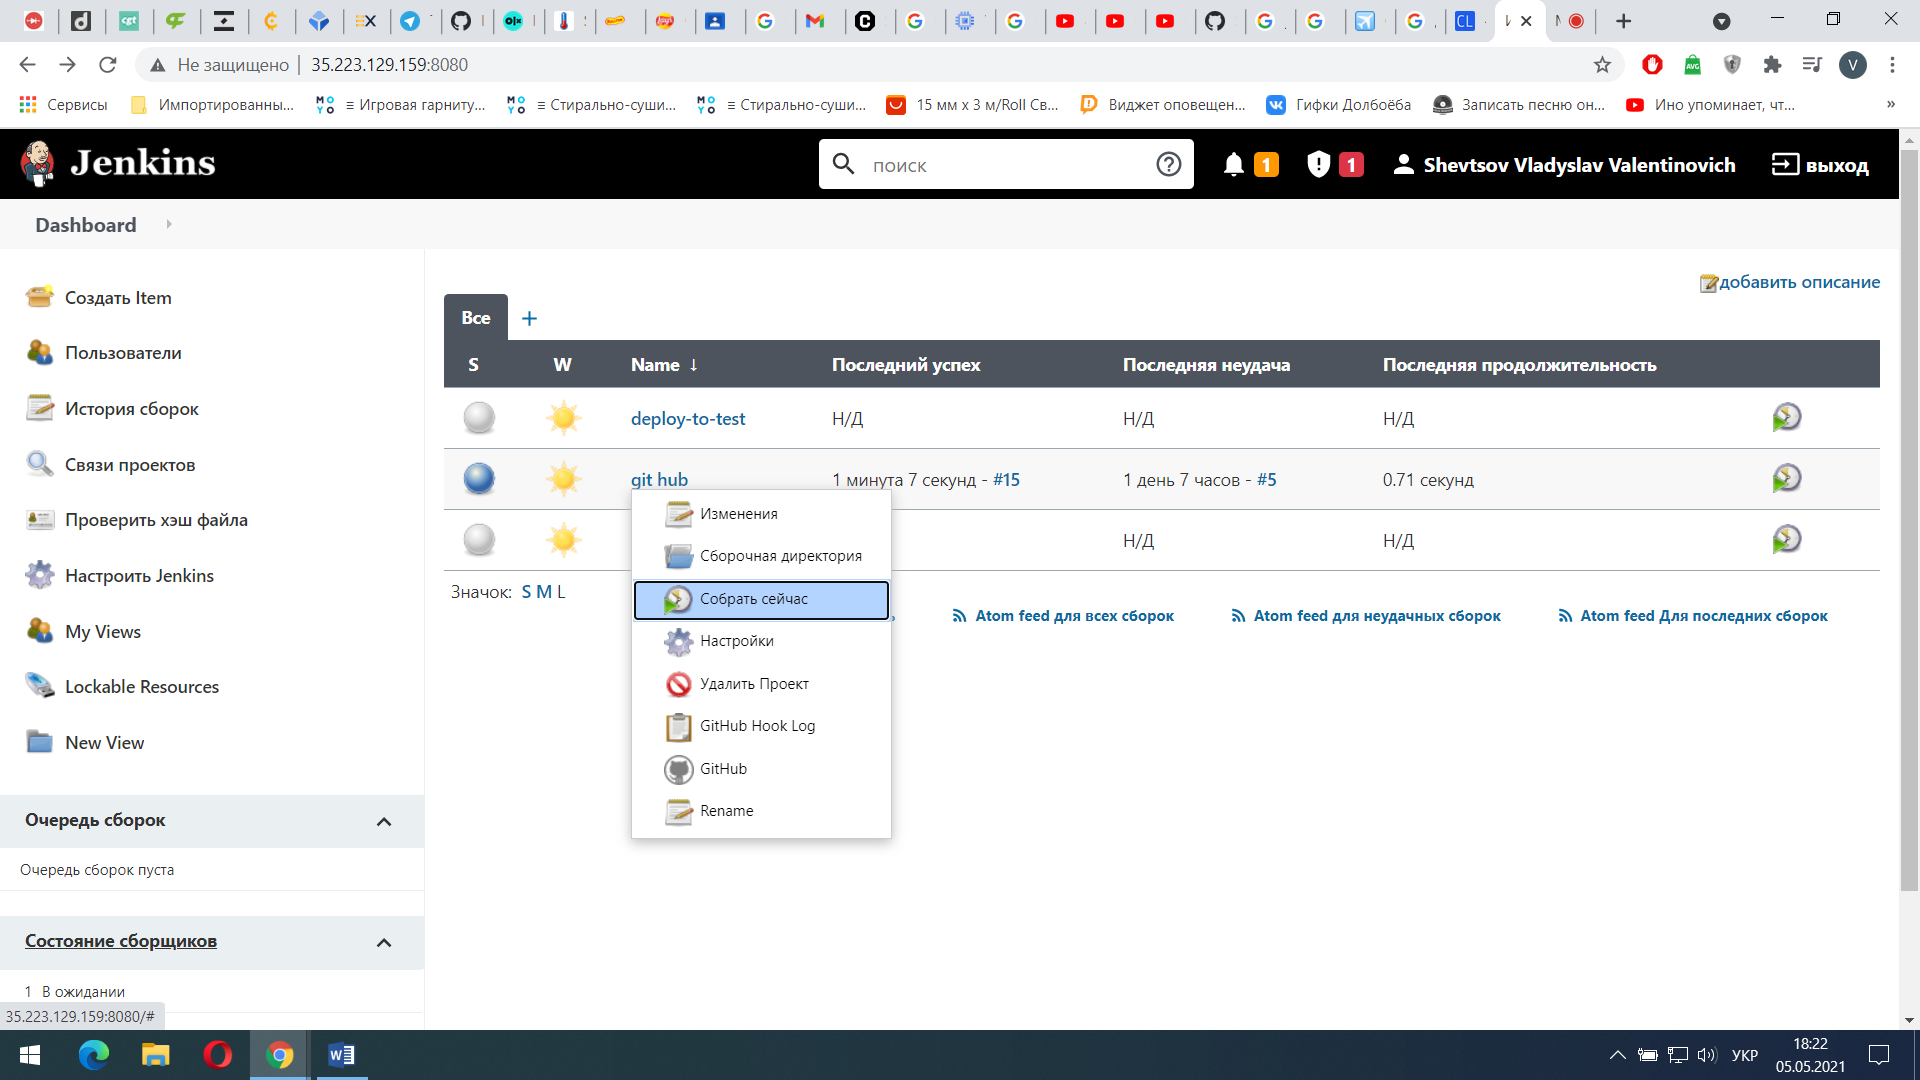 Не защищено | 35.223.129.159:8080
Сервисы Импортированны... ≡ Игровая гарниту... ≡ Стирально-суши... ≡ Стирально-суши... 15 мм x 3 м/Roll Св... Виджет оповещен... Гифки Долбоёба Записать песню он... Ино упоминает, чт... »
Jenkins
поиск
1
1
Shevtsov Vladyslav Valentinovich
выход
Dashboard
Создать Item
Пользователи
История сборок
Связи проектов
Проверить хэш файла
Настроить Jenkins
My Views
Lockable Resources
New View
Очередь сборок
Очередь сборок пуста
Состояние сборщиков
1 В ожидании
35.223.129.159:8080/#
добавить описание
Все +
S W Name ↓ Последний успех Последняя неудача Последняя продолжительность
deploy-to-test Н/Д Н/Д Н/Д
git hub 1 минута 7 секунд - #15 1 день 7 часов - #5 0.71 секунд
Н/Д Н/Д
Значок: S M L
Изменения
Сборочная директория
Собрать сейчас
Настройки
Удалить Проект
GitHub Hook Log
GitHub
Rename
Atom feed для всех сборок Atom feed для неудачных сборок Atom feed Для последних сборок
УКР
18:22
05.05.2021